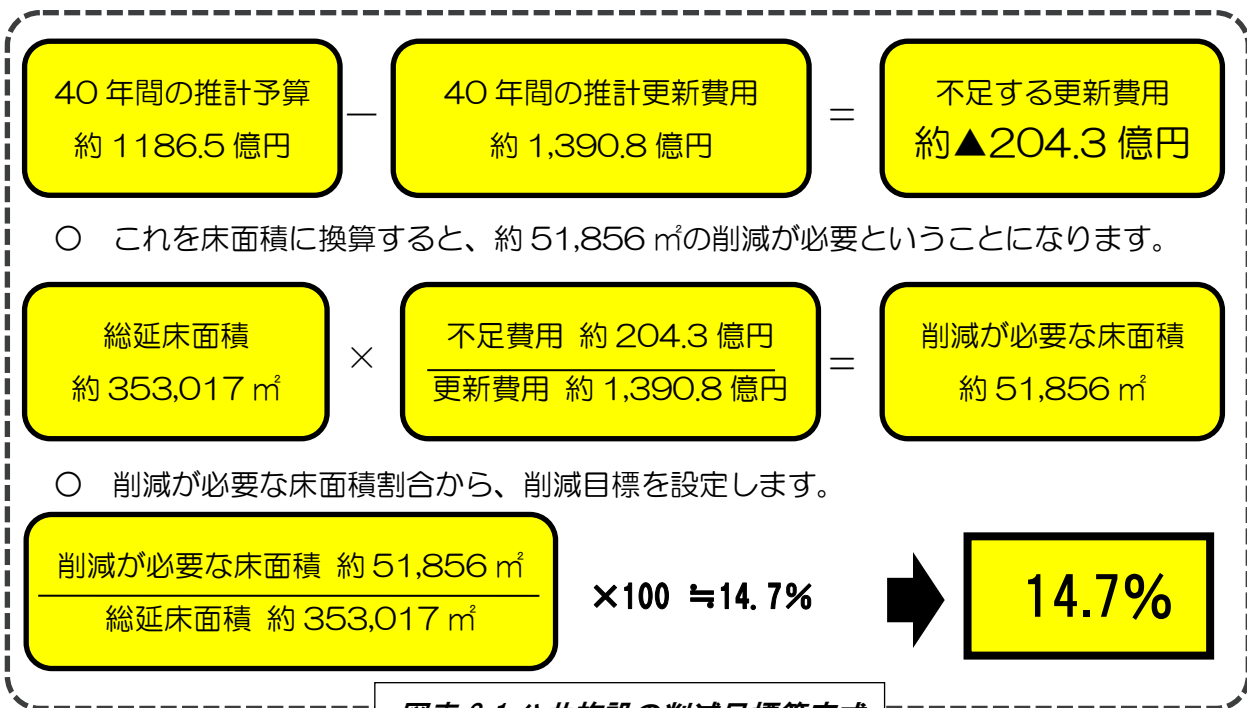 40 年間の推計予算
約 1186.5 億円
－
40 年間の推計更新費用
約 1,390.8 億円
＝
不足する更新費用
約▲204.3 億円
○ これを床面積に換算すると、約 51,856 ㎡の削減が必要ということになります。
総延床面積
約 353,017 ㎡
×
不足費用 約 204.3 億円
更新費用 約 1,390.8 億円
＝
削減が必要な床面積
約 51,856 ㎡
○ 削減が必要な床面積割合から、削減目標を設定します。
削減が必要な床面積 約 51,856 ㎡
総延床面積 約 353,017 ㎡
×100 ≒14.7%
14.7%